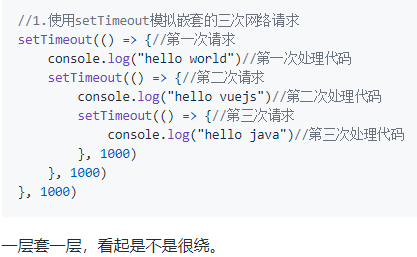 //1.使用setTimeout模拟嵌套的三次网络请求
setTimeout(() => {//第一次请求
    console.log("hello world")//第一次处理代码
    setTimeout(() => {//第二次请求
        console.log("hello vuejs")//第二次处理代码
        setTimeout(() => {//第三次请求
            console.log("hello java")//第三次处理代码
        }, 1000)
    }, 1000)
}, 1000)
一层套一层，看起是不是很绕。